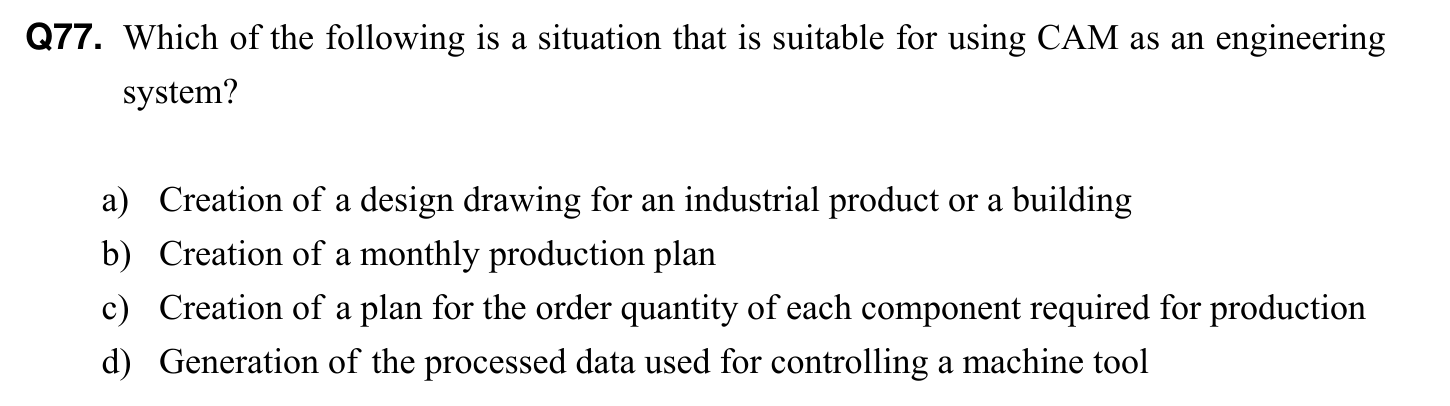 Q77. Which of the following is a situation that is suitable for using CAM as an engineering
system?
a) Creation of a design drawing for an industrial product or a building
b) Creation of a monthly production plan
c) Creation of a plan for the order quantity of each component required for production
d) Generation of the processed data used for controlling a machine tool